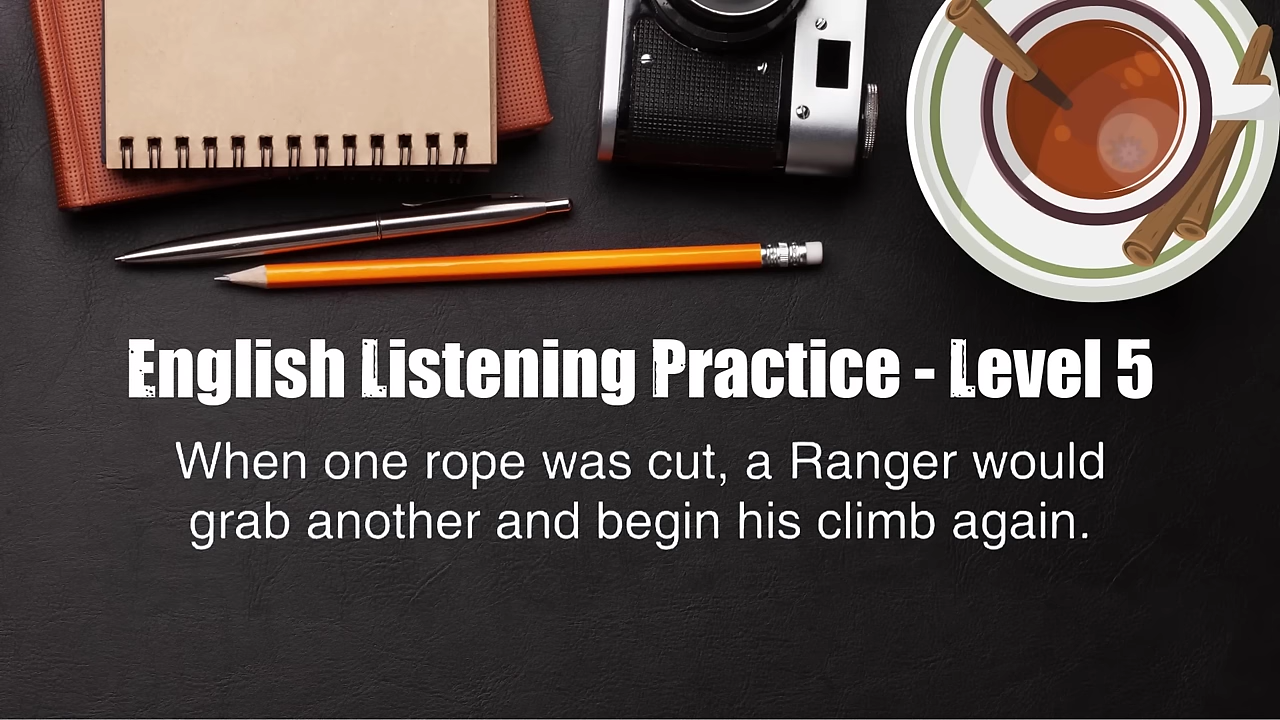 English Listening Practice - Level 5
When one rope was cut, a Ranger would
grab another and begin his climb again.